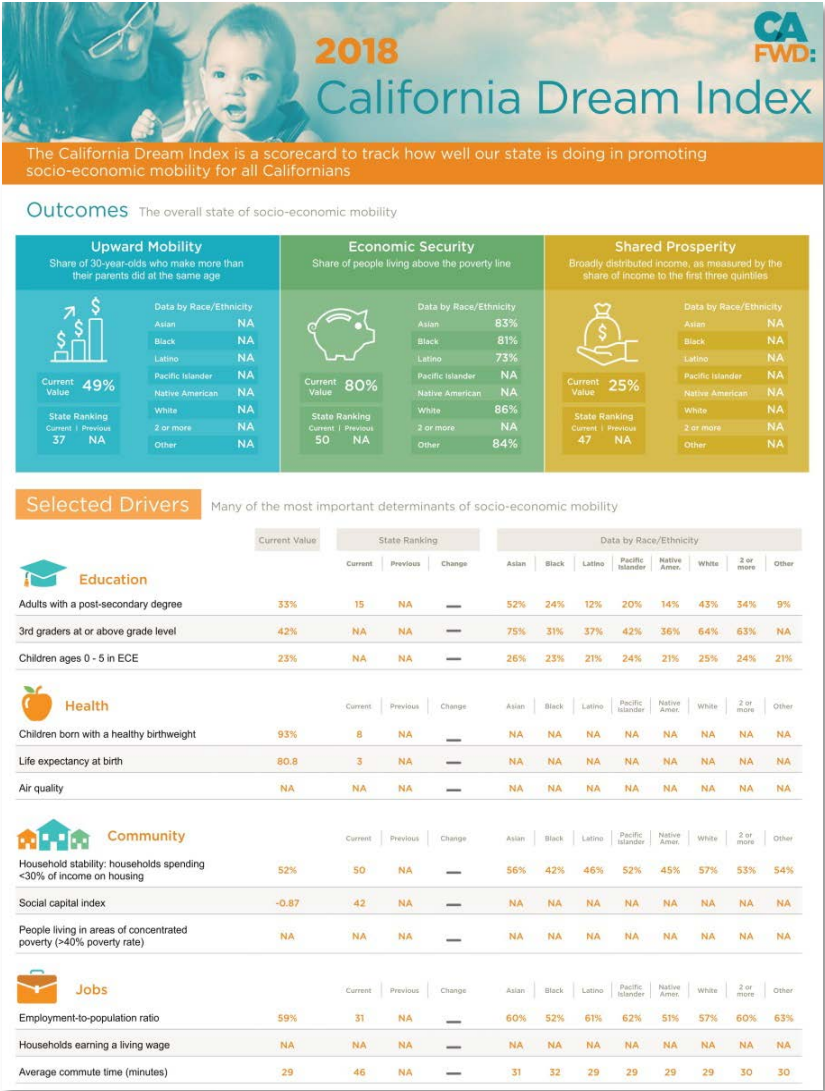 CA
FWD:
2018
California Dream Index
The California Dream Index is a scorecard to track how well our state is doing in promoting
socio-economic mobility for all Californians
Outcomes The overall state of socio-economic mobility
Upward Mobility
Share of 30-year-olds who make more than
their parents did at the same age
Data by Race/Ethnicity
Asian NA
Black NA
Latino NA
Pacific Islander NA
Native American NA
White NA
2 or more NA
Other NA
$ $ $
Current
Value 49%
State Ranking
Current | Previous
37 NA
Economic Security
Share of people living above the poverty line
Data by Race/Ethnicity
Asian 83%
Black 81%
Latino 73%
Pacific Islander NA
Native American NA
White 86%
2 or more NA
Other 84%
Current
Value 80%
State Ranking
Current | Previous
50 NA
Shared Prosperity
Broadly distributed income, as measured by the
share of income to the first three quintiles
Data by Race/Ethnicity
Asian NA
Black NA
Latino NA
Pacific Islander NA
Native American NA
White NA
2 or more NA
Other NA
$
Current
Value 25%
State Ranking
Current | Previous
47 NA
Selected Drivers Many of the most important determinants of socio-economic mobility
Current Value State Ranking Data by Race/Ethnicity
Current Previous Change Asian Black Latino Pacific Islander Native Amer. White 2 or more Other
Education
Adults with a post-secondary degree 33% 15 NA — 52% 24% 12% 20% 14% 43% 34% 9%
3rd graders at or above grade level 42% NA NA — 75% 31% 37% 42% 36% 64% 63% NA
Children ages 0 - 5 in ECE 23% NA NA — 26% 23% 21% 24% 21% 25% 24% 21%
Health Current Previous Change Asian Black Latino Pacific Islander Native Amer. White 2 or more Other
Children born with a healthy birthweight 93% 8 NA — NA NA NA NA NA NA NA NA
Life expectancy at birth 80.8 3 NA — NA NA NA NA NA NA NA NA
Air quality NA NA NA — NA NA NA NA NA NA NA NA
Community Current Previous Change Asian Black Latino Pacific Islander Native Amer. White 2 or more Other
Household stability: households spending
<30% of income on housing 52% 50 NA — 56% 42% 46% 52% 45% 57% 53% 54%
Social capital index -0.87 42 NA — NA NA NA NA NA NA NA NA
People living in areas of concentrated
poverty (>40% poverty rate) NA NA NA — NA NA NA NA NA NA NA NA
Jobs Current Previous Change Asian Black Latino Pacific Islander Native Amer. White 2 or more Other
Employment-to-population ratio 59% 31 NA — 60% 52% 61% 62% 51% 57% 60% 63%
Households earning a living wage NA NA NA — NA NA NA NA NA NA NA NA
Average commute time (minutes) 29 46 NA — 31 32 29 29 29 29 30 30